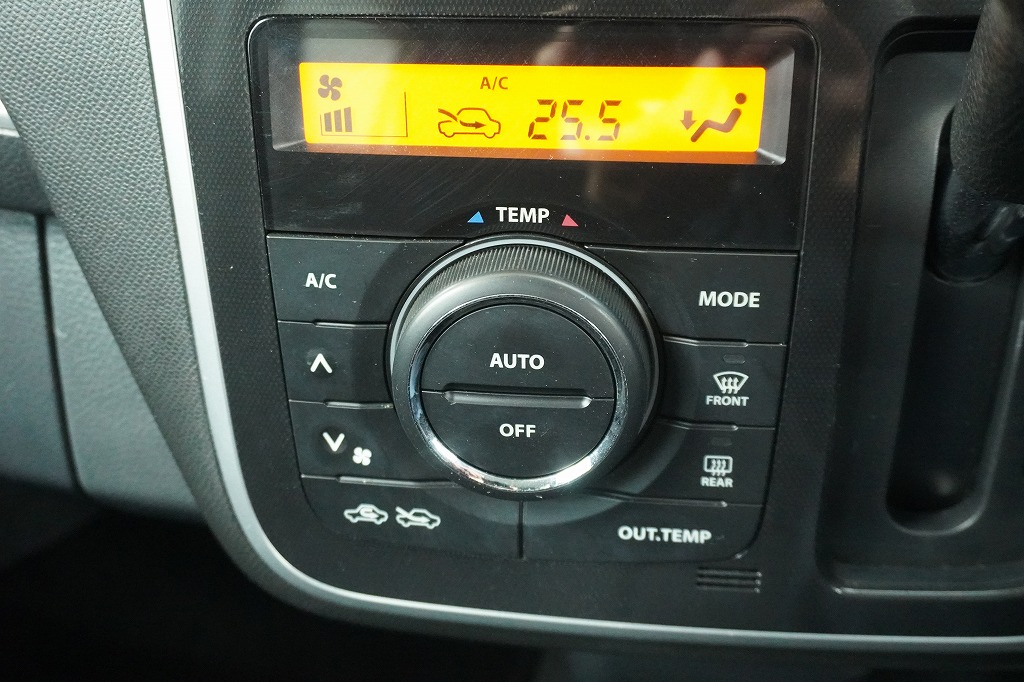 A/C
25.5
TEMP
A/C
MODE
AUTO
FRONT
OFF
REAR
OUT.TEMP